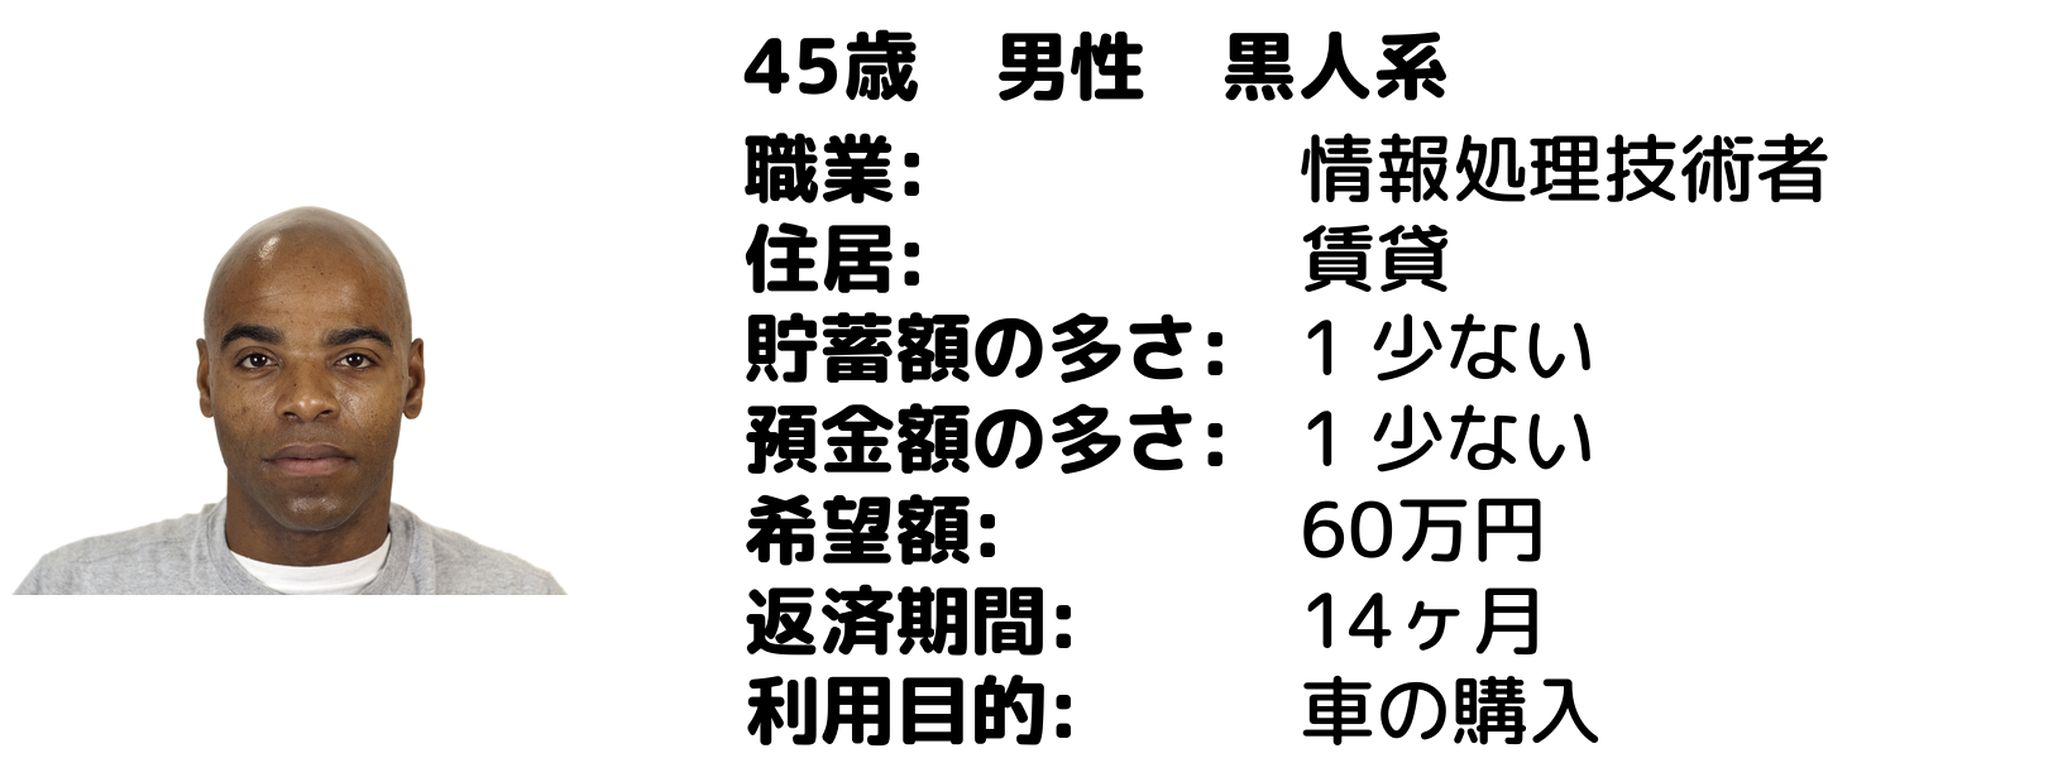 45歳　男性　黒人系
職業: 情報処理技術者
住居: 賃貸
貯蓄額の多さ: 1 少ない
預金額の多さ: 1 少ない
希望額: 60万円
返済期間: 14ヶ月
利用目的: 車の購入